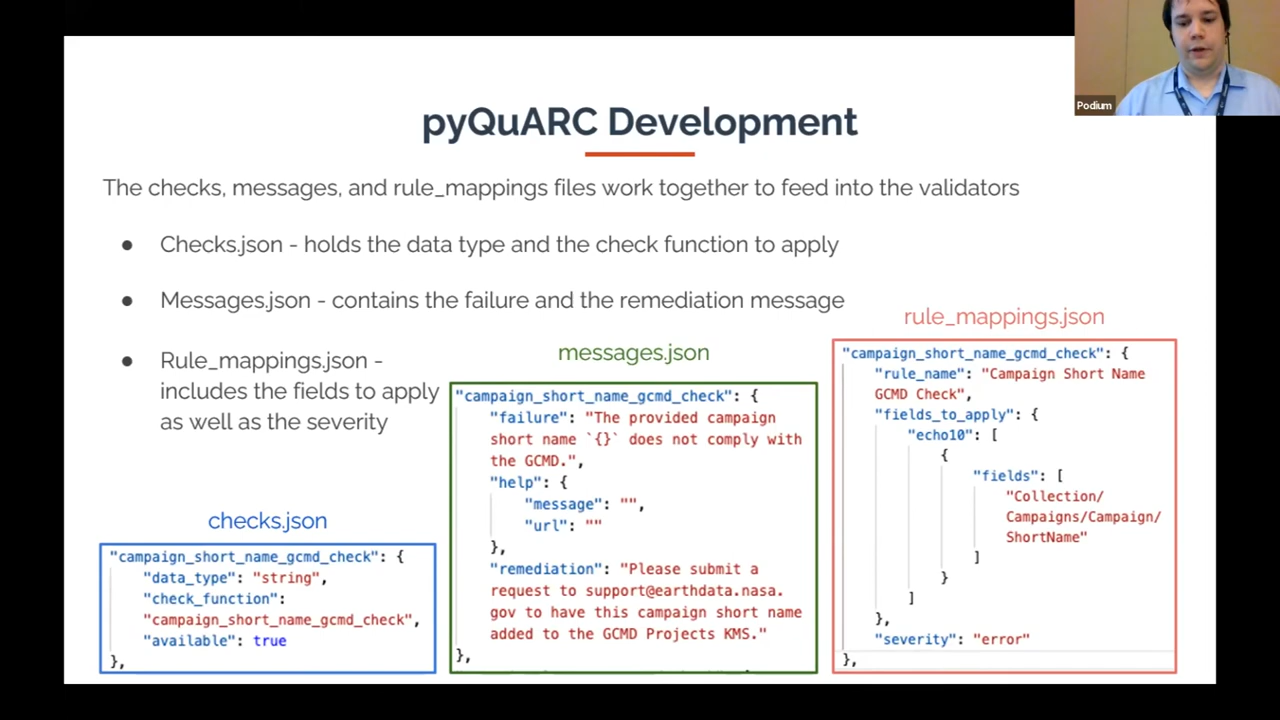 Podium
pyQuARC Development
The checks, messages, and rule_mappings files work together to feed into the validators
● Checks.json - holds the data type and the check function to apply
● Messages.json - contains the failure and the remediation message
● Rule_mappings.json -
includes the fields to apply
as well as the severity
checks.json
"campaign_short_name_gcmd_check": {
"data_type": "string",
"check_function":
"campaign_short_name_gcmd_check",
"available": true
},
messages.json
"campaign_short_name_gcmd_check": {
"failure": "The provided campaign
short name `{}` does not comply with
the GCMD.",
"help": {
"message": "",
"url": ""
},
"remediation": "Please submit a
request to support@earthdata.nasa.
gov to have this campaign short name
added to the GCMD Projects KMS."
},
rule_mappings.json
"campaign_short_name_gcmd_check": {
"rule_name": "Campaign Short Name
GCMD Check",
"fields_to_apply": {
"echo10": [
{
"fields": [
"Collection/
Campaigns/Campaign/
ShortName"
]
}
]
},
"severity": "error"
},